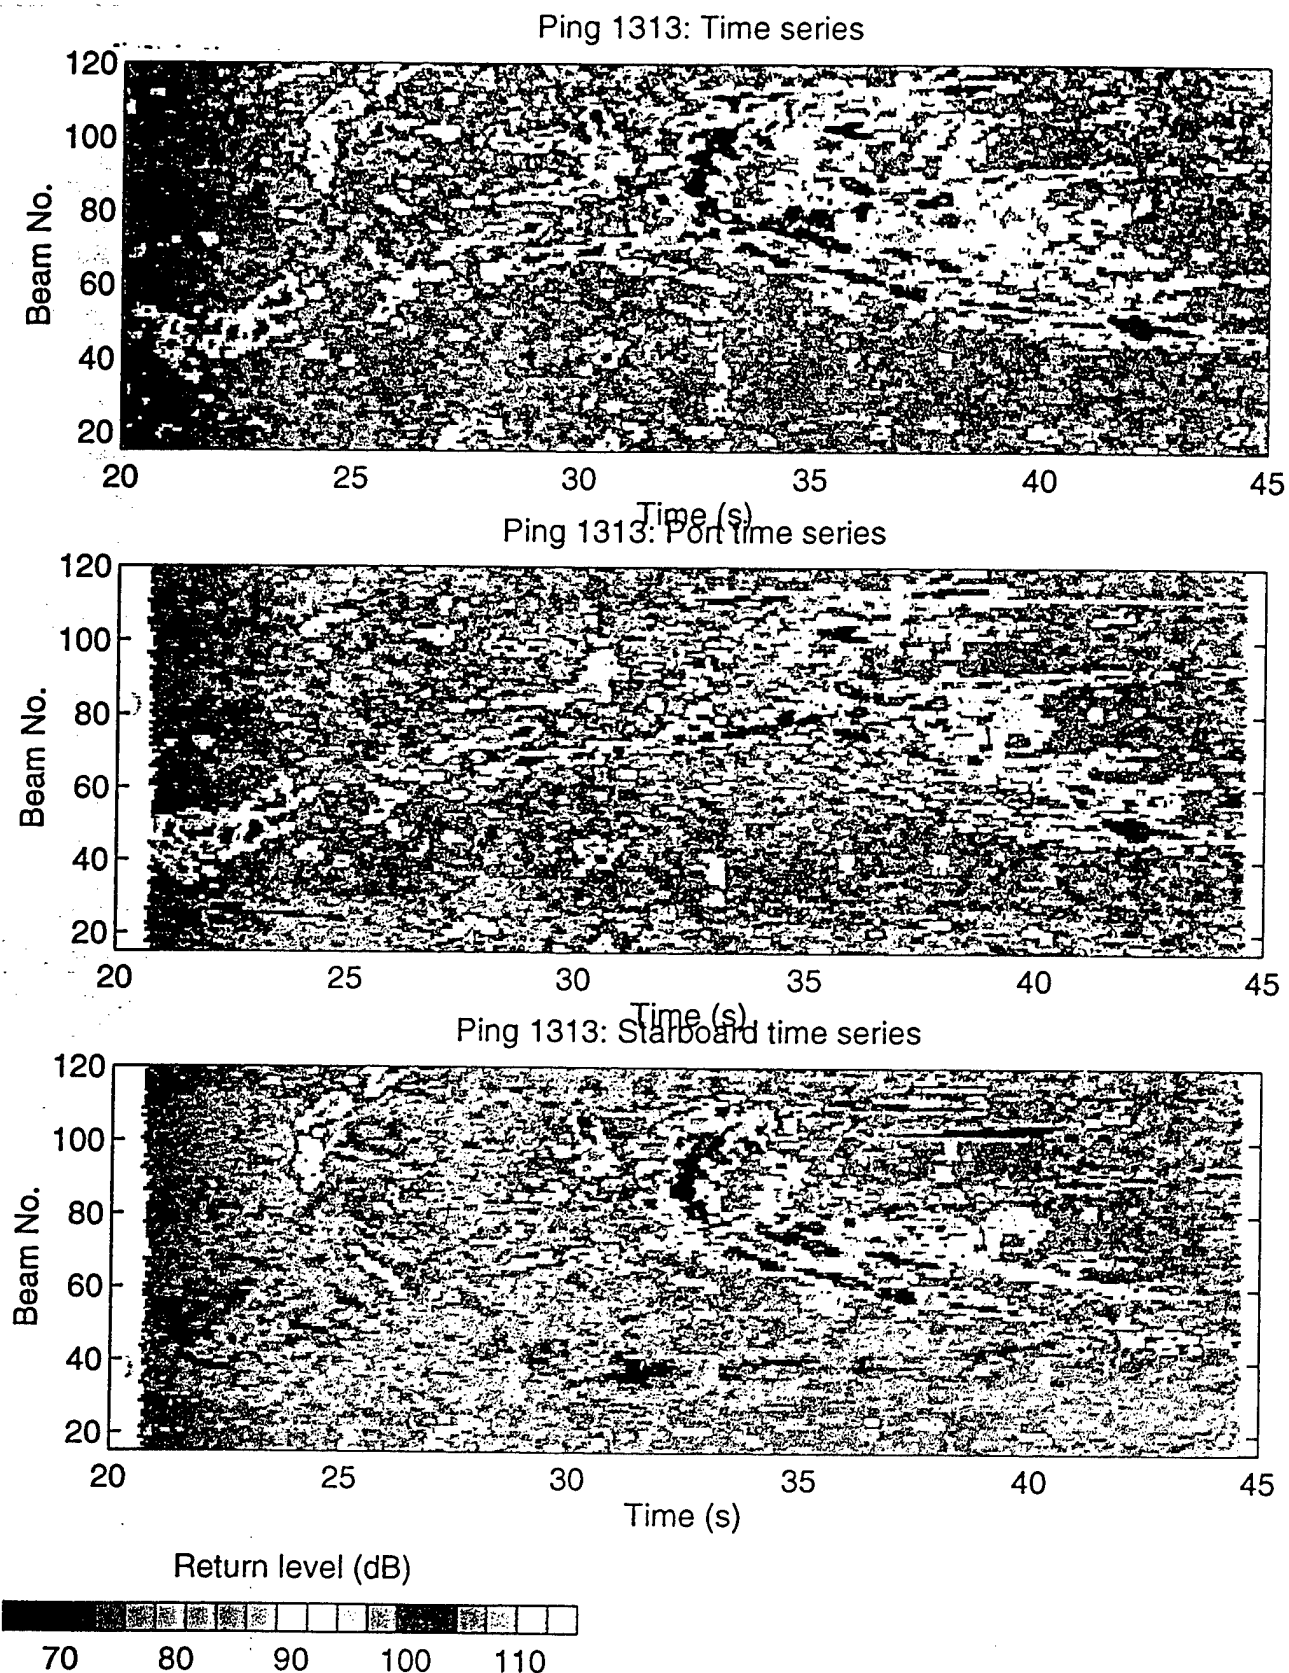 Ping 1313: Time series
120
100
80
60
40
20
Beam No.
20 25 30 35 40 45
Time (s)
Ping 1313: Port time series
120
100
80
60
40
20
Beam No.
20 25 30 35 40 45
Time (s)
Ping 1313: Starboard time series
120
100
80
60
40
20
Beam No.
20 25 30 35 40 45
Time (s)
Return level (dB)
70 80 90 100 110